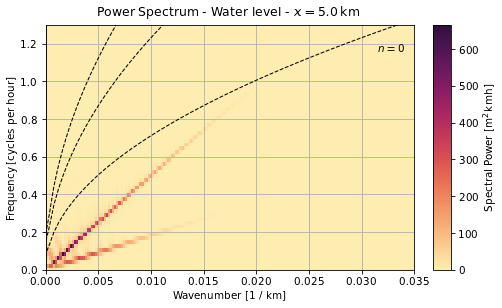 Power Spectrum - Water level - x = 5.0 km
Frequency [cycles per hour]
1.2
1.0
0.8
0.6
0.4
0.2
0.0
n = 0
0.000 0.005 0.010 0.015 0.020 0.025 0.030 0.035
Wavenumber [1 / km]
600
500
400
300
200
100
0
Spectral Power [m² km h]